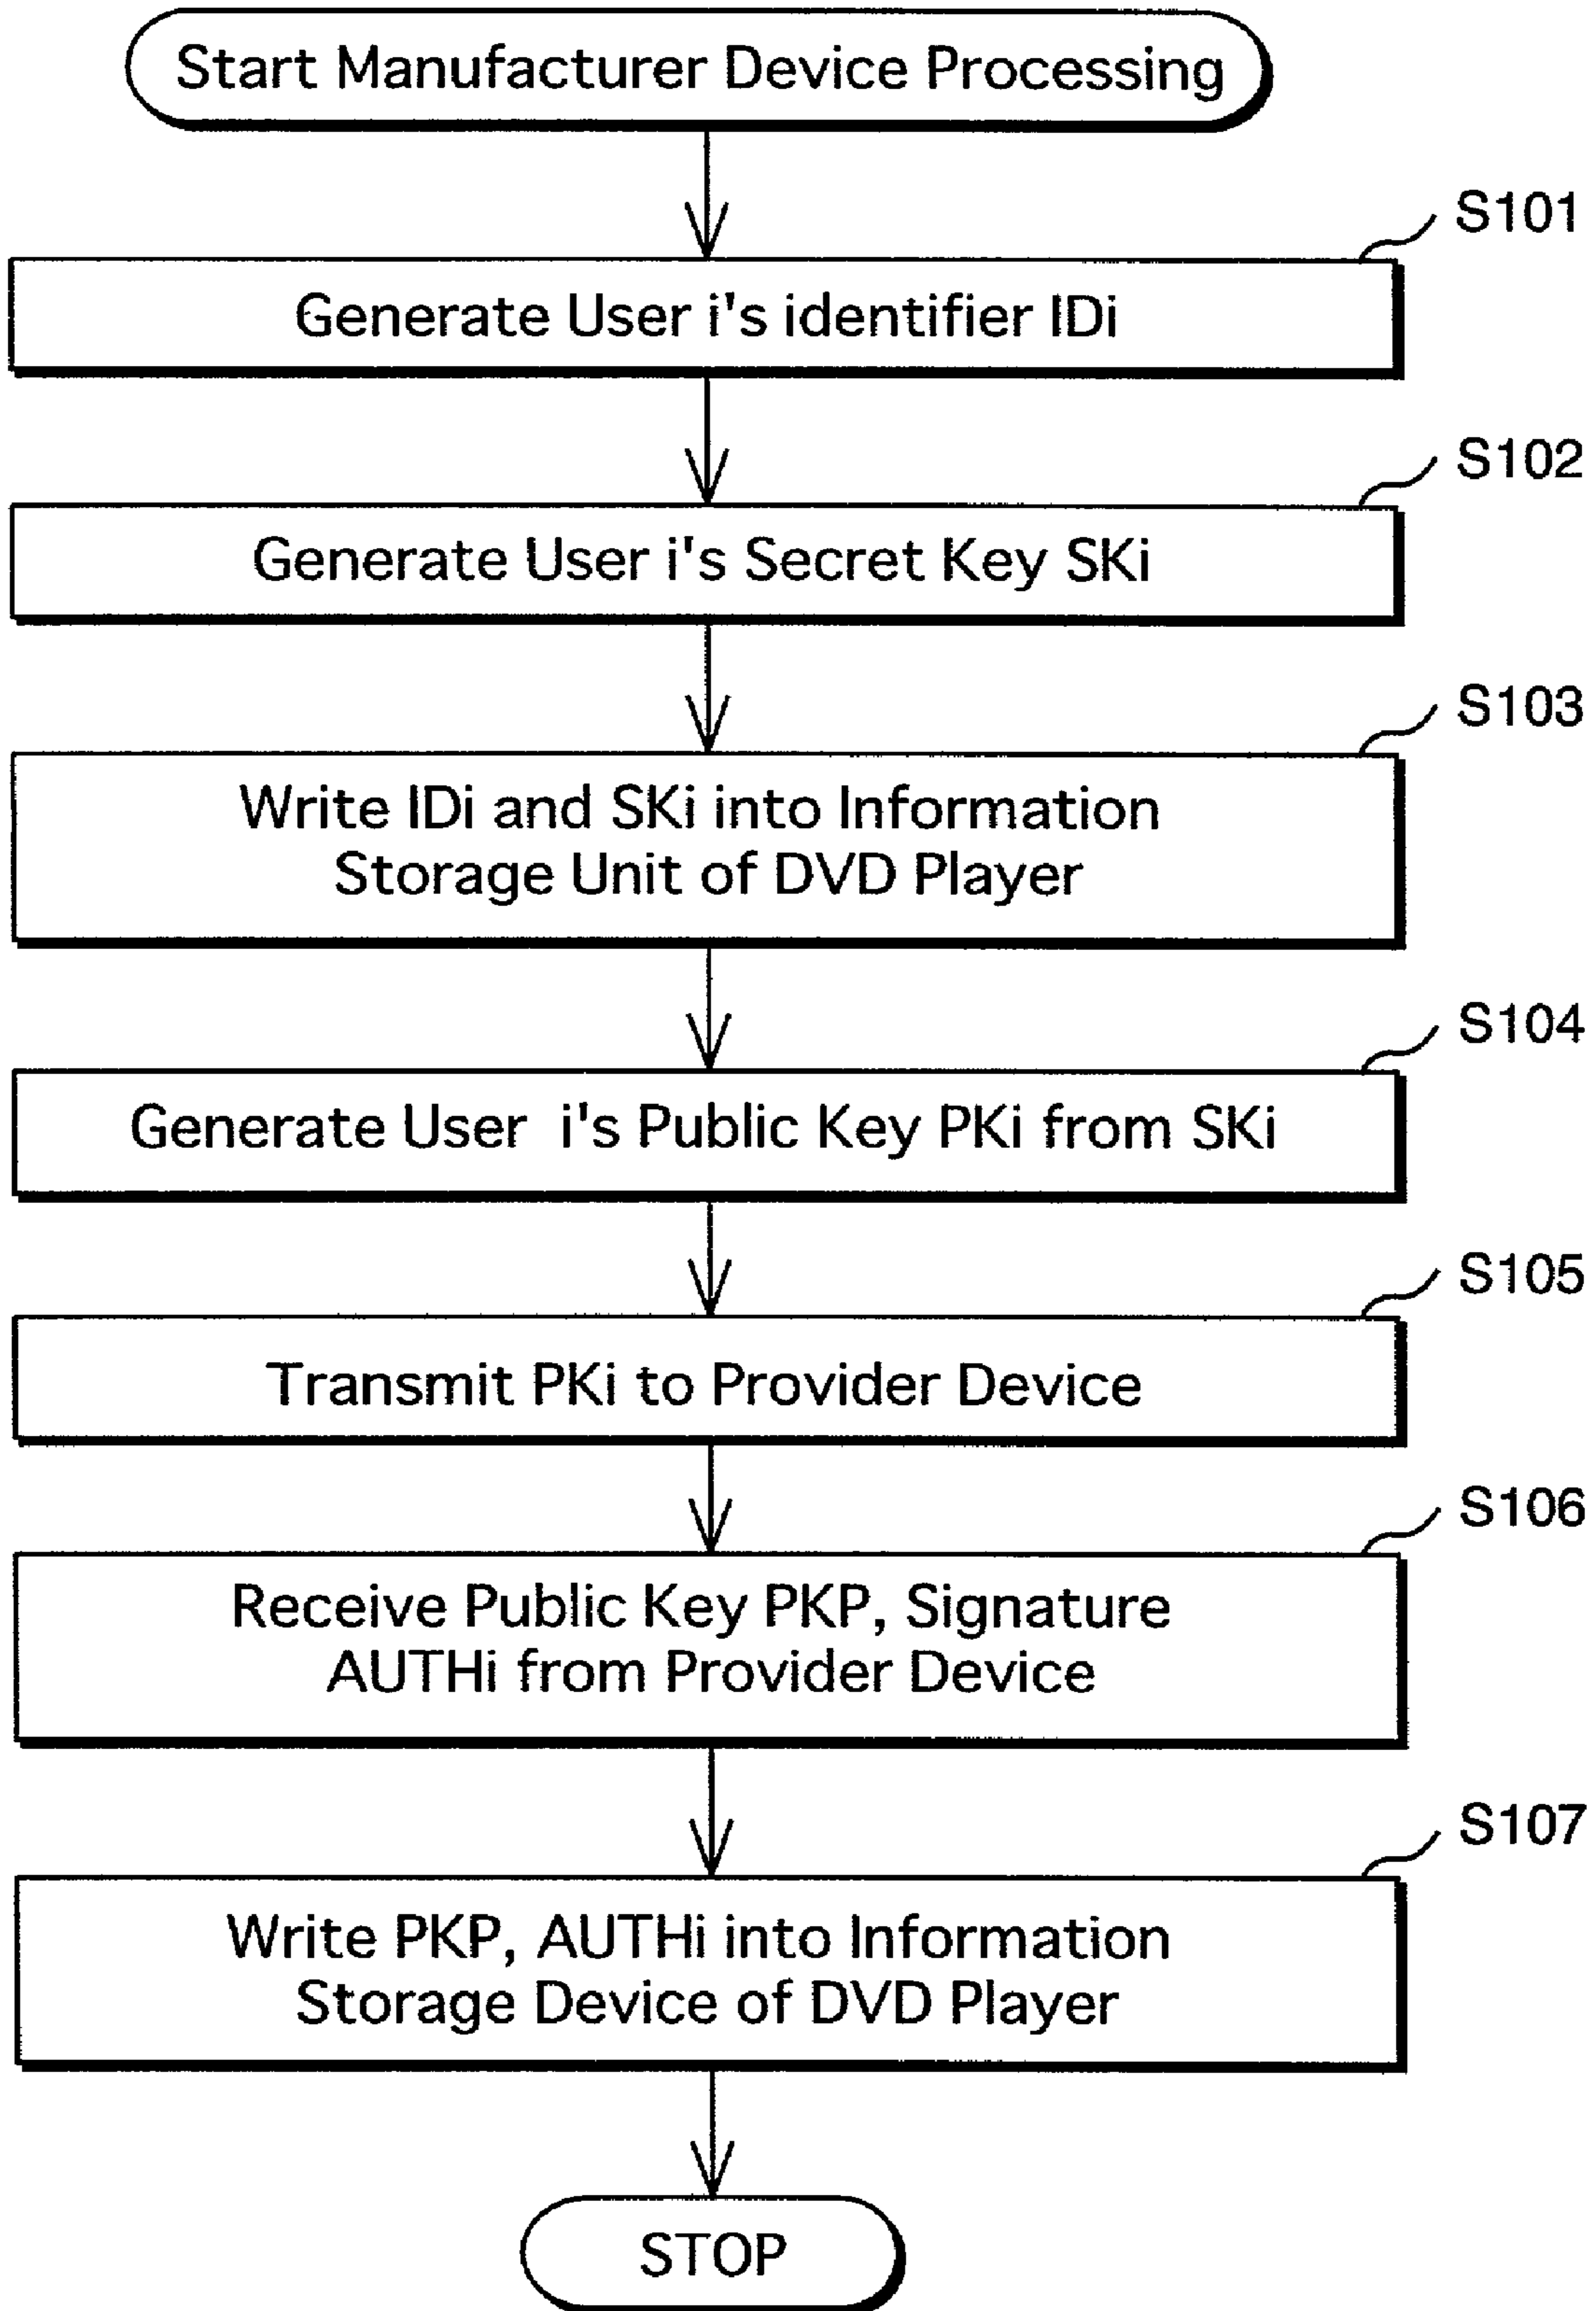 Start Manufacturer Device Processing
S101
Generate User i's identifier IDi
S102
Generate User i's Secret Key SKi
S103
Write IDi and SKi into Information
Storage Unit of DVD Player
S104
Generate User i's Public Key PKi from SKi
S105
Transmit PKi to Provider Device
S106
Receive Public Key PKP, Signature
AUTHi from Provider Device
S107
Write PKP, AUTHi into Information
Storage Device of DVD Player
STOP